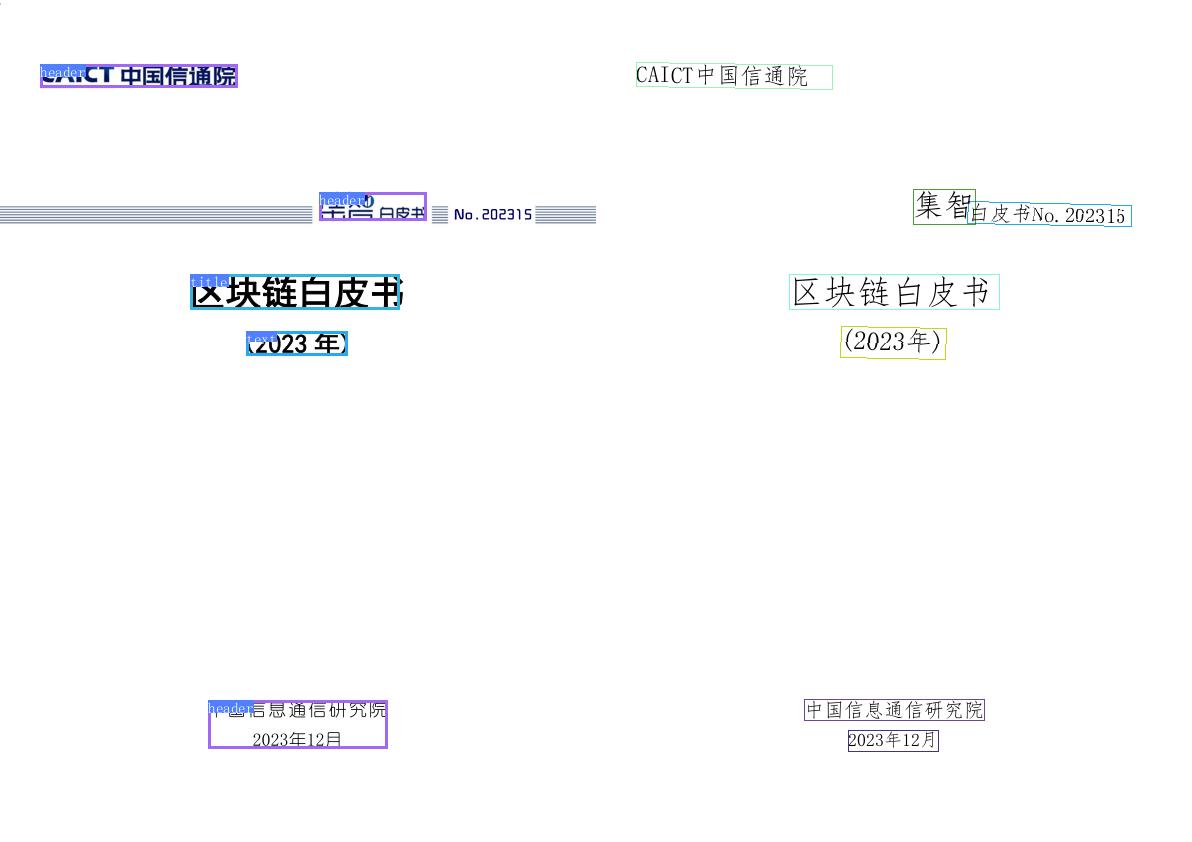 header
CAICT 中国信通院
header
白皮书 No.202315
title
区块链白皮书
text
(2023 年)
header
中国信息通信研究院
2023年12月
CAICT中国信通院
集智
白皮书No.202315
区块链白皮书
(2023年)
中国信息通信研究院
2023年12月